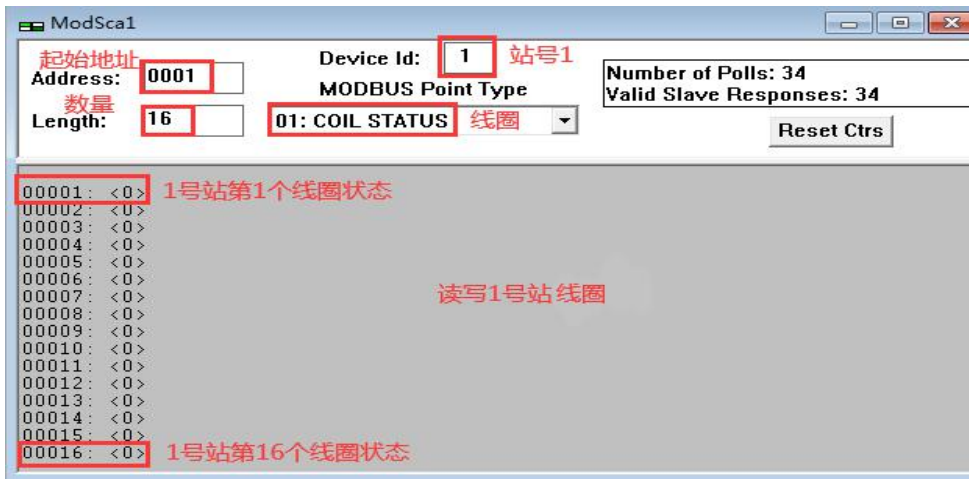 ModSca1
起始地址
Address: 0001
数量
Length: 16
Device Id: 1 站号1
MODBUS Point Type
01: COIL STATUS 线圈
Number of Polls: 34
Valid Slave Responses: 34
Reset Ctrs
00001: <0> 1号站第1个线圈状态
00002: <0>
00003: <0>
00004: <0>
00005: <0>
00006: <0>
00007: <0> 读写1号站线圈
00008: <0>
00009: <0>
00010: <0>
00011: <0>
00012: <0>
00013: <0>
00014: <0>
00015: <0>
00016: <0> 1号站第16个线圈状态